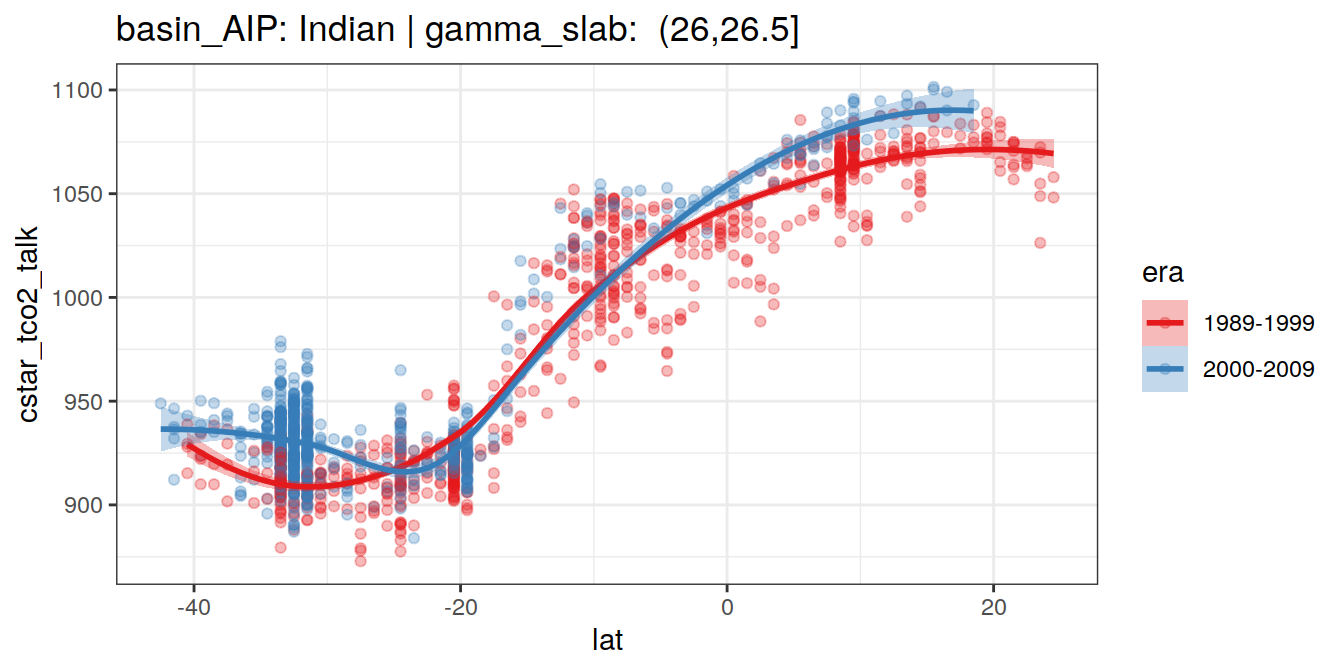 basin_AIP: Indian | gamma_slab:  (26,26.5]
cstar_tco2_talk
1100
1050
1000
950
900
-40
-20
0
20
lat
era
1989-1999
2000-2009